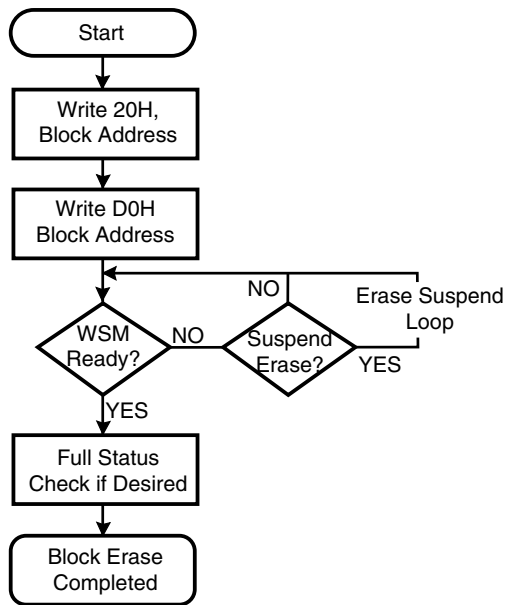 Start
Write 20H,
Block Address
Write D0H
Block Address
NO
Erase Suspend
Loop
WSM
Ready?
NO
Suspend
Erase?
YES
YES
Full Status
Check if Desired
Block Erase
Completed